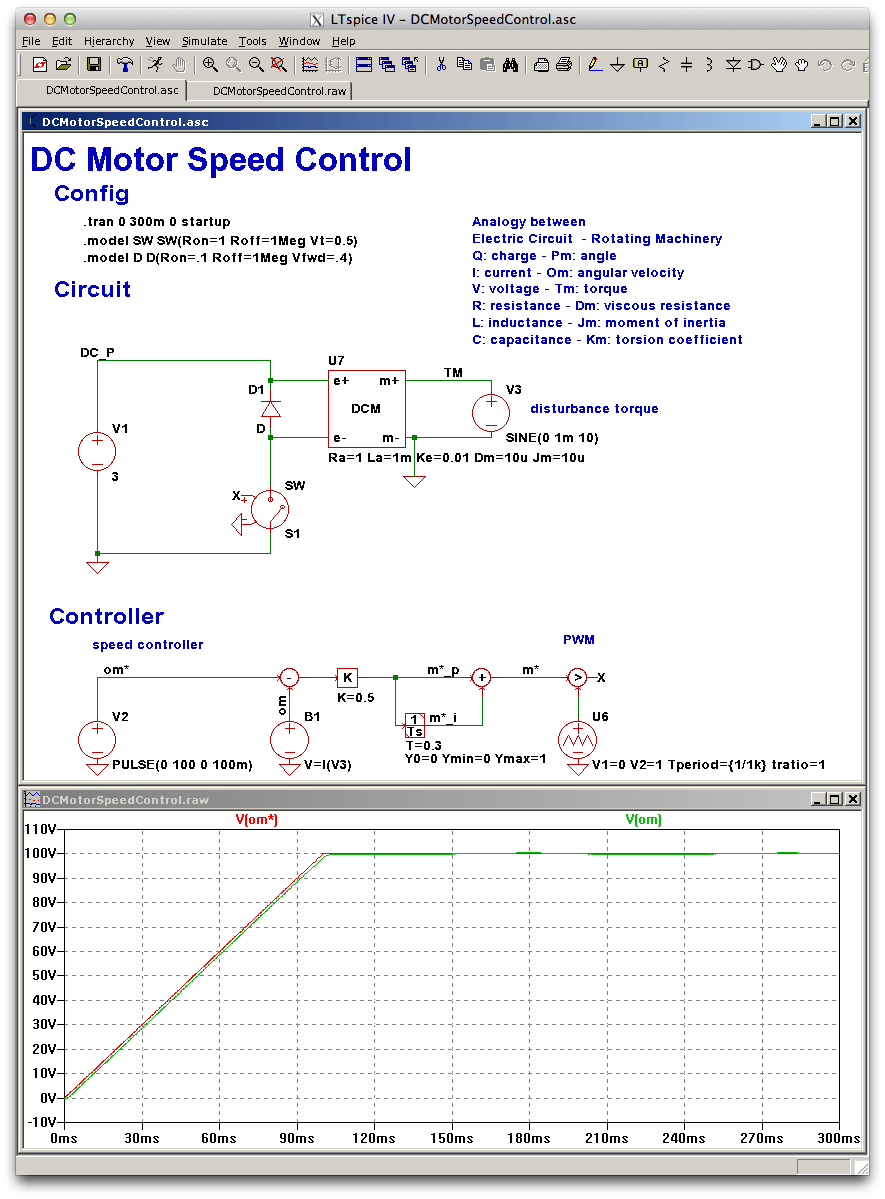 LTspice IV – DCMotorSpeedControl.asc
File Edit Hierarchy View Simulate Tools Window Help
DCMotorSpeedControl.asc DCMotorSpeedControl.raw
DCMotorSpeedControl.asc
DC Motor Speed Control
Config
.tran 0 300m 0 startup
.model SW SW(Ron=1 Roff=1Meg Vt=0.5)
.model D D(Ron=.1 Roff=1Meg Vfwd=.4)
Analogy between
Electric Circuit - Rotating Machinery
Q: charge - Pm: angle
I: current - Om: angular velocity
V: voltage - Tm: torque
R: resistance - Dm: viscous resistance
L: inductance - Jm: moment of inertia
C: capacitance - Km: torsion coefficient
Circuit
DC_P
U7
e+ m+
TM
V3
D1
DCM
disturbance torque
V1
D
e- m-
SINE(0 1m 10)
Ra=1 La=1m Ke=0.01 Dm=10u Jm=10u
3
SW
X
S1
Controller
speed controller
PWM
om*
- K
m*_p
+
m*
> X
K=0.5
om
V2
B1
1
Ts
m*_i
U6
T=0.3
Y0=0 Ymin=0 Ymax=1
PULSE(0 100 0 100m)
V=I(V3)
V1=0 V2=1 Tperiod={1/1k} tratio=1
DCMotorSpeedControl.raw
V(om*) V(om)
110V
100V
90V
80V
70V
60V
50V
40V
30V
20V
10V
0V
-10V
0ms 30ms 60ms 90ms 120ms 150ms 180ms 210ms 240ms 270ms 300ms